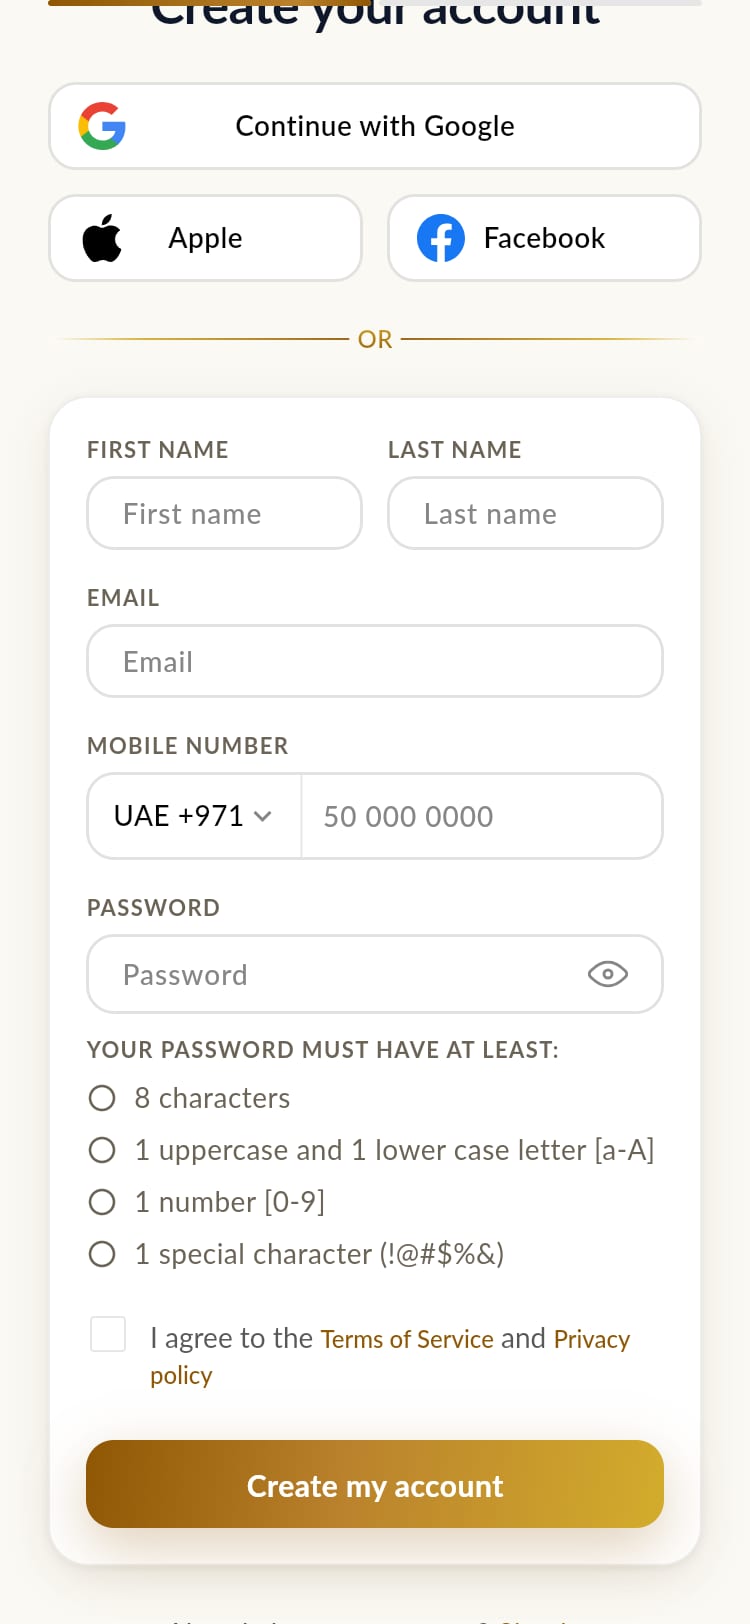 Create your account
Continue with Google
Apple
Facebook
OR
FIRST NAME
LAST NAME
First name
Last name
EMAIL
Email
MOBILE NUMBER
UAE +971
50 000 0000
PASSWORD
Password
YOUR PASSWORD MUST HAVE AT LEAST:
8 characters
1 uppercase and 1 lower case letter [a-A]
1 number [0-9]
1 special character (!@#$%&)
I agree to the Terms of Service and Privacy
policy
Create my account